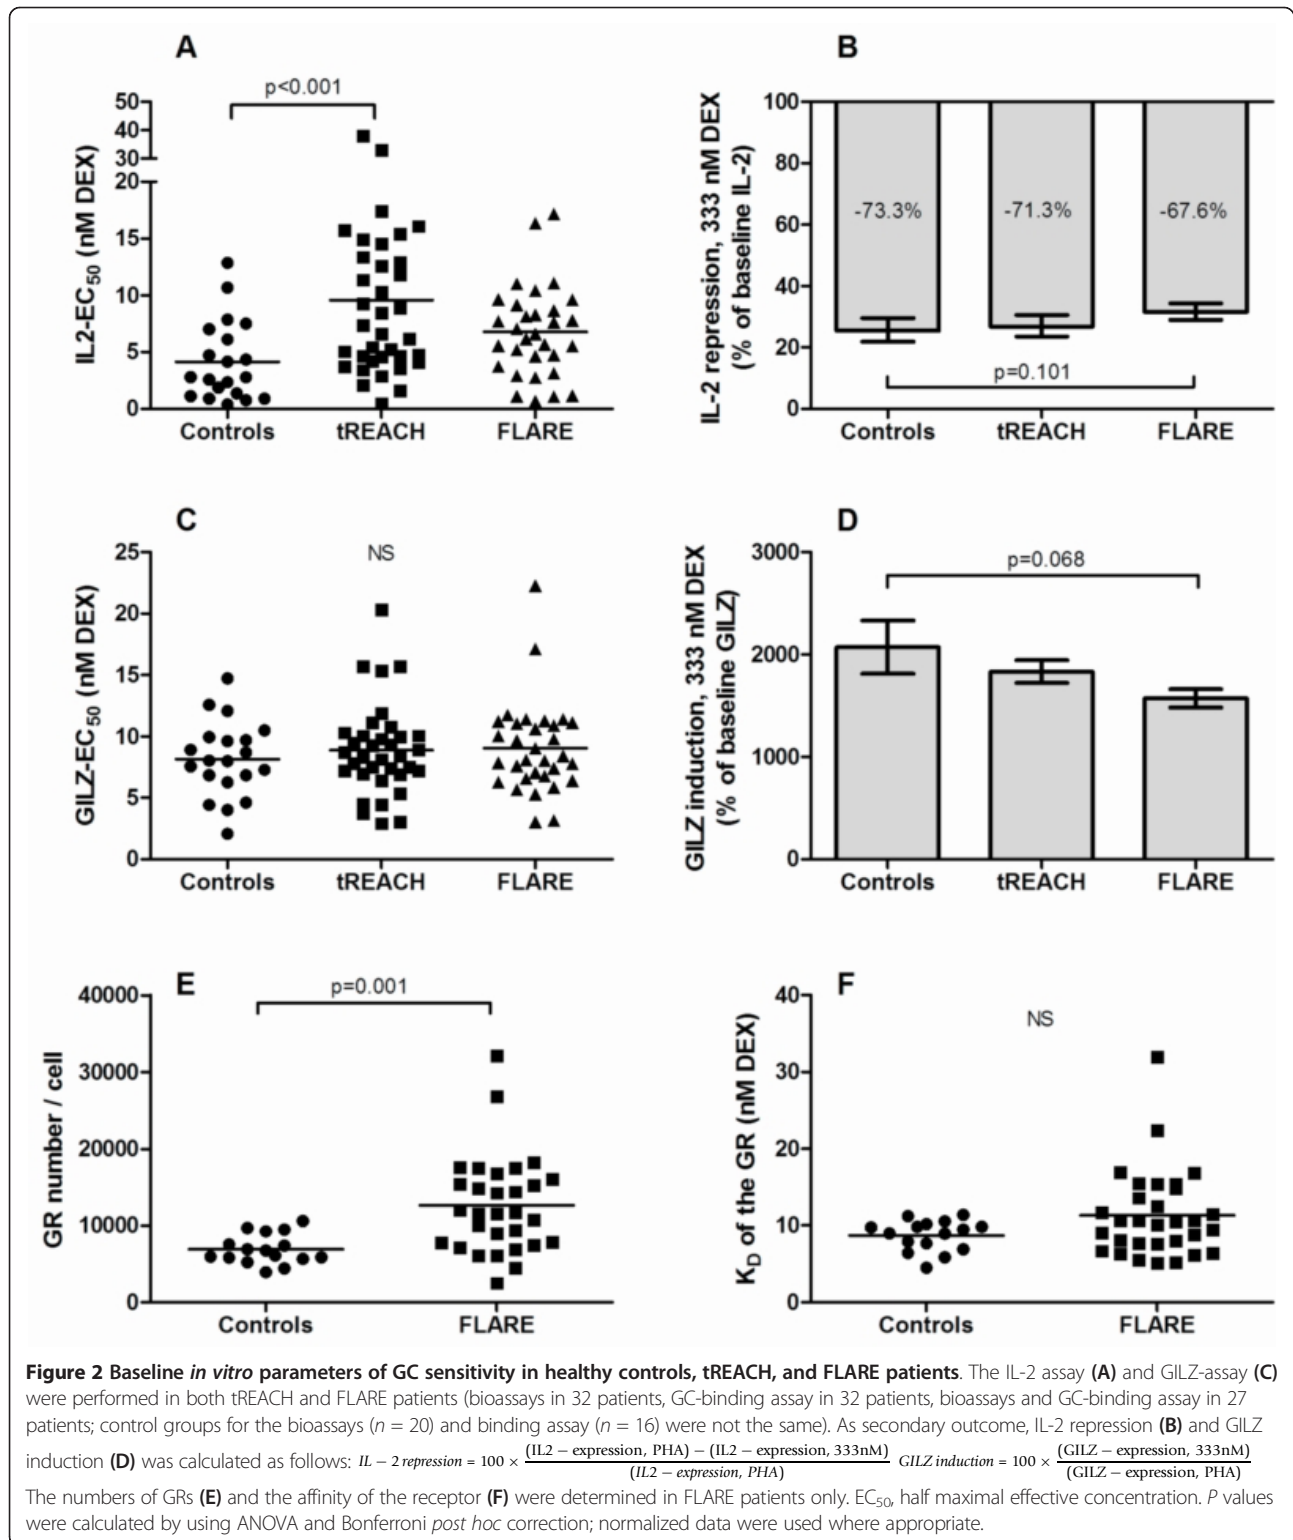 A
p<0.001
50
40
30
20
15
10
5
0
IL2-EC50 (nM DEX)
Controls
tREACH
FLARE
B
100
80
60
40
20
0
IL-2 repression, 333 nM DEX
(% of baseline IL-2)
-73.3%
-71.3%
-67.6%
p=0.101
Controls
tREACH
FLARE
C
NS
25
20
15
10
5
0
GILZ-EC50 (nM DEX)
Controls
tREACH
FLARE
D
p=0.068
3000
2000
1000
0
GILZ induction, 333 nM DEX
(% of baseline GILZ)
Controls
tREACH
FLARE
E
p=0.001
40000
30000
20000
10000
0
GR number / cell
Controls
FLARE
F
NS
40
30
20
10
0
KD of the GR (nM DEX)
Controls
FLARE
Figure 2 Baseline in vitro parameters of GC sensitivity in healthy controls, tREACH, and FLARE patients. The IL-2 assay (A) and GILZ-assay (C)
were performed in both tREACH and FLARE patients (bioassays in 32 patients, GC-binding assay in 32 patients, bioassays and GC-binding assay in 27
patients; control groups for the bioassays (n = 20) and binding assay (n = 16) were not the same). As secondary outcome, IL-2 repression (B) and GILZ
induction (D) was calculated as follows: IL − 2 repression = 100 × (IL2 − expression, PHA) − (IL2 − expression, 333nM) / (IL2 − expression, PHA) GILZ induction = 100 × (GILZ − expression, 333nM) / (GILZ − expression, PHA)
The numbers of GRs (E) and the affinity of the receptor (F) were determined in FLARE patients only. EC50, half maximal effective concentration. P values
were calculated by using ANOVA and Bonferroni post hoc correction; normalized data were used where appropriate.